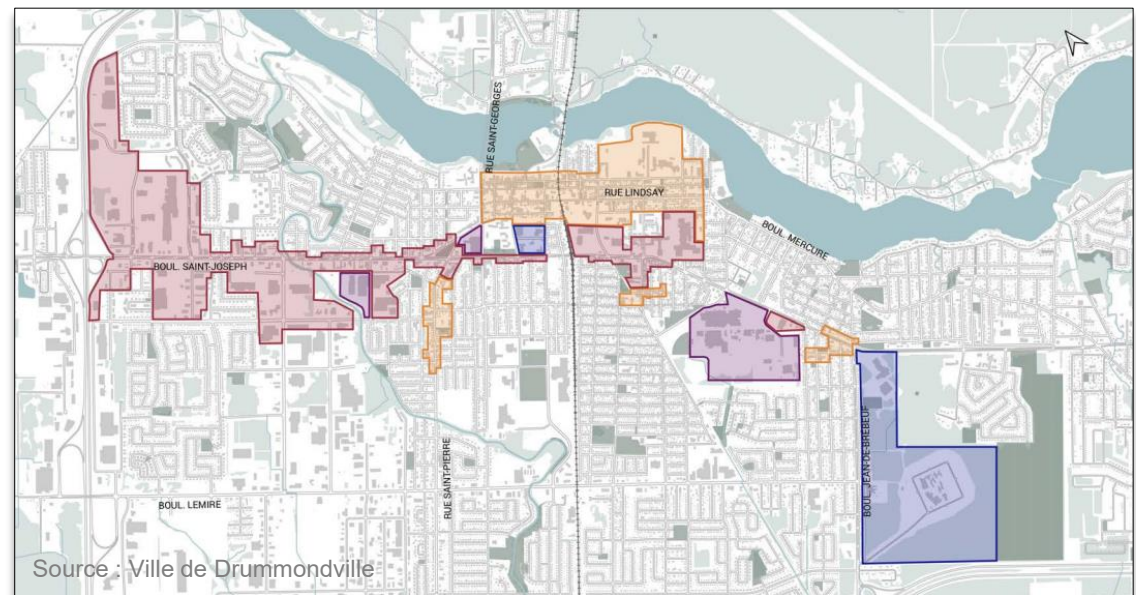 RUE SAINT-GEORGES
RUE LINDSAY
BOUL. MERCURE
BOUL. SAINT-JOSEPH
BOUL. JEAN-DE-BRÉBEUF
RUE SAINT-PIERRE
BOUL. LEMIRE
Source : Ville de Drummondville